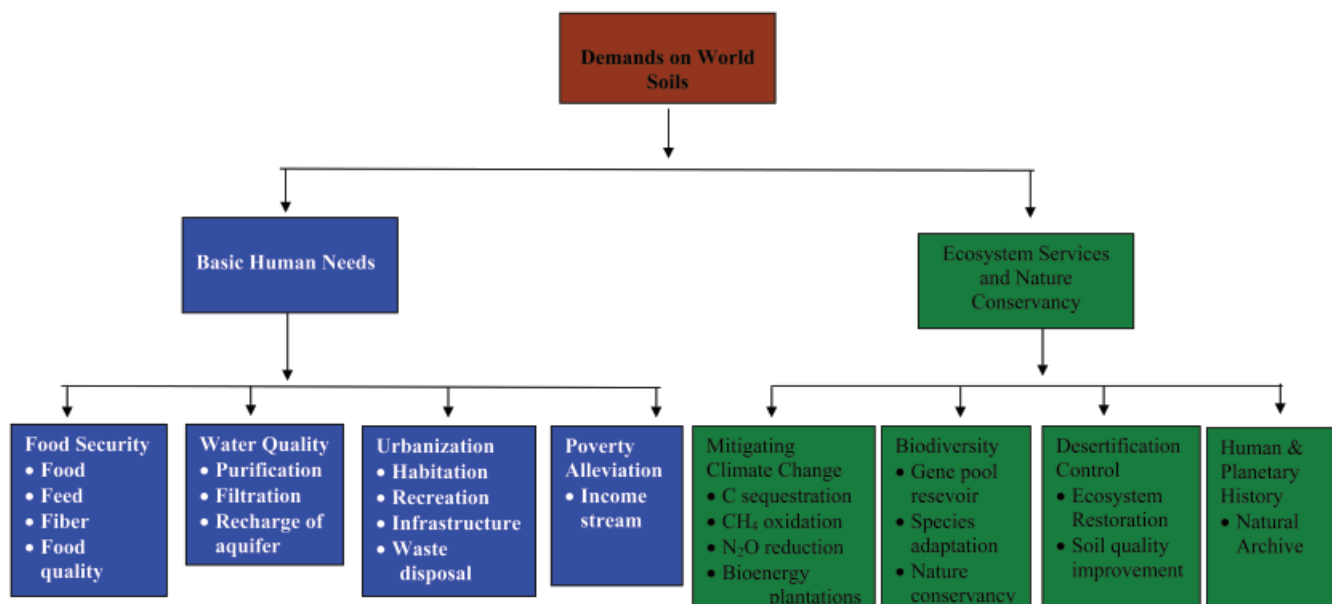 Demands on World
Soils
Basic Human Needs
Ecosystem Services
and Nature
Conservancy
Food Security
• Food
• Feed
• Fiber
• Food
quality
Water Quality
• Purification
• Filtration
• Recharge of
aquifer
Urbanization
• Habitation
• Recreation
• Infrastructure
• Waste
disposal
Poverty
Alleviation
• Income
stream
Mitigating
Climate Change
• C sequestration
• CH₄ oxidation
• N₂O reduction
• Bioenergy
plantations
Biodiversity
• Gene pool
resevoir
• Species
adaptation
• Nature
conservancy
Desertification
Control
• Ecosystem
Restoration
• Soil quality
improvement
Human &
Planetary
History
• Natural
Archive